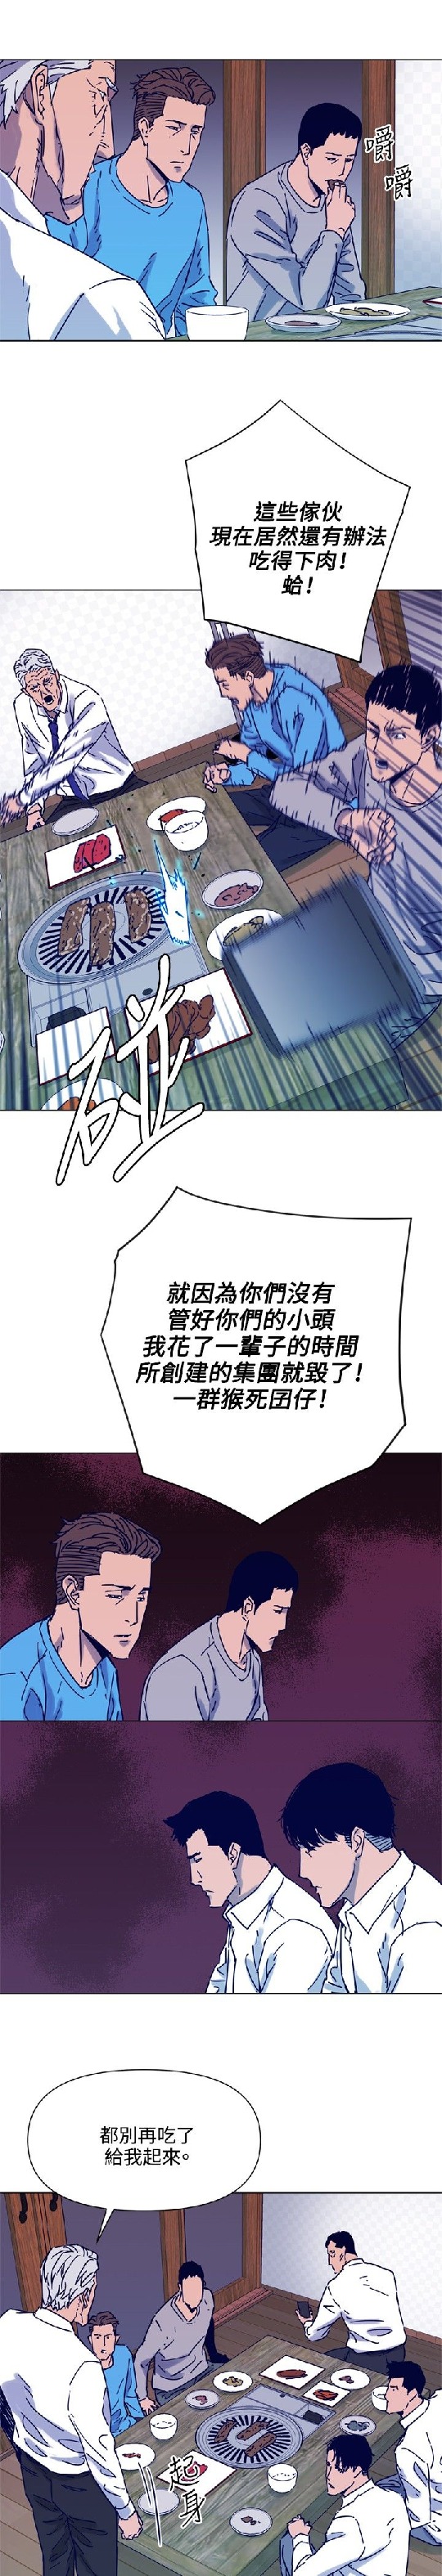 嚼
嚼
這些傢伙
現在居然還有辦法
吃得下肉！
蛤！
砰
就因為你們沒有
管好你們的小頭
我花了一輩子的時間
所創建的集團就毀了！
一群猴死囝仔！
都別再吃了
給我起來。
起身